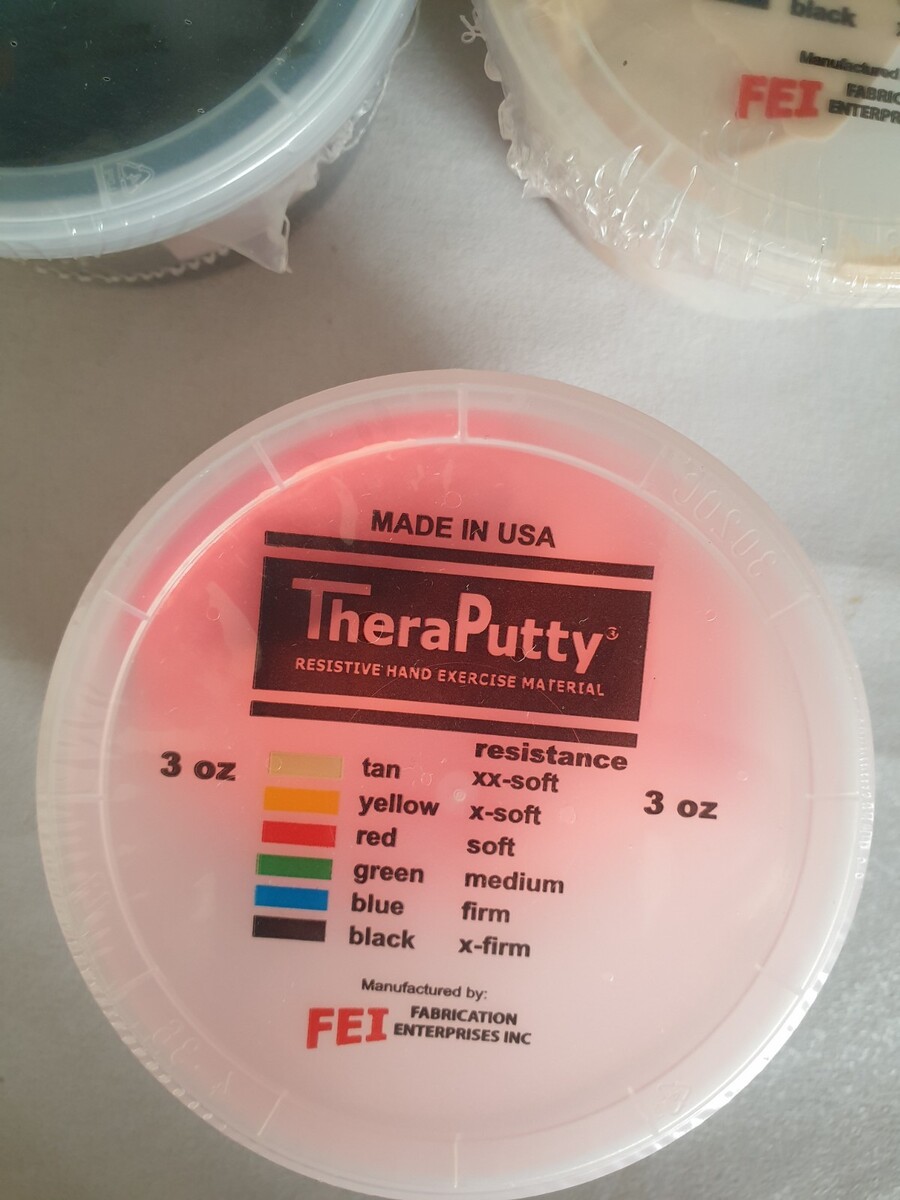 black
Manufactured
FEI
MADE IN USA
TheraPutty
RESISTIVE HAND EXERCISE MATERIAL
3 oz
resistance
tan xx-soft
yellow x-soft
3 oz
red soft
green medium
blue firm
black x-firm
Manufactured by:
FEI FABRICATION
ENTERPRISES INC